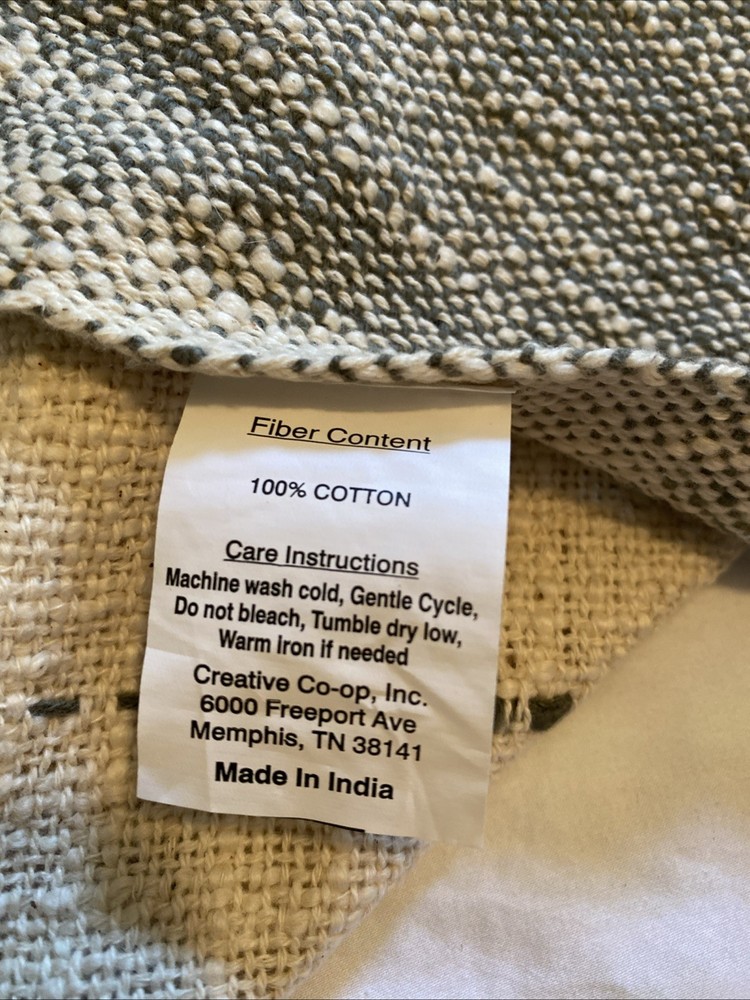 Fiber Content
100% COTTON
Care Instructions
Machine wash cold, Gentle Cycle,
Do not bleach, Tumble dry low,
Warm Iron if needed
Creative Co-op, Inc.
6000 Freeport Ave
Memphis, TN 38141
Made In India